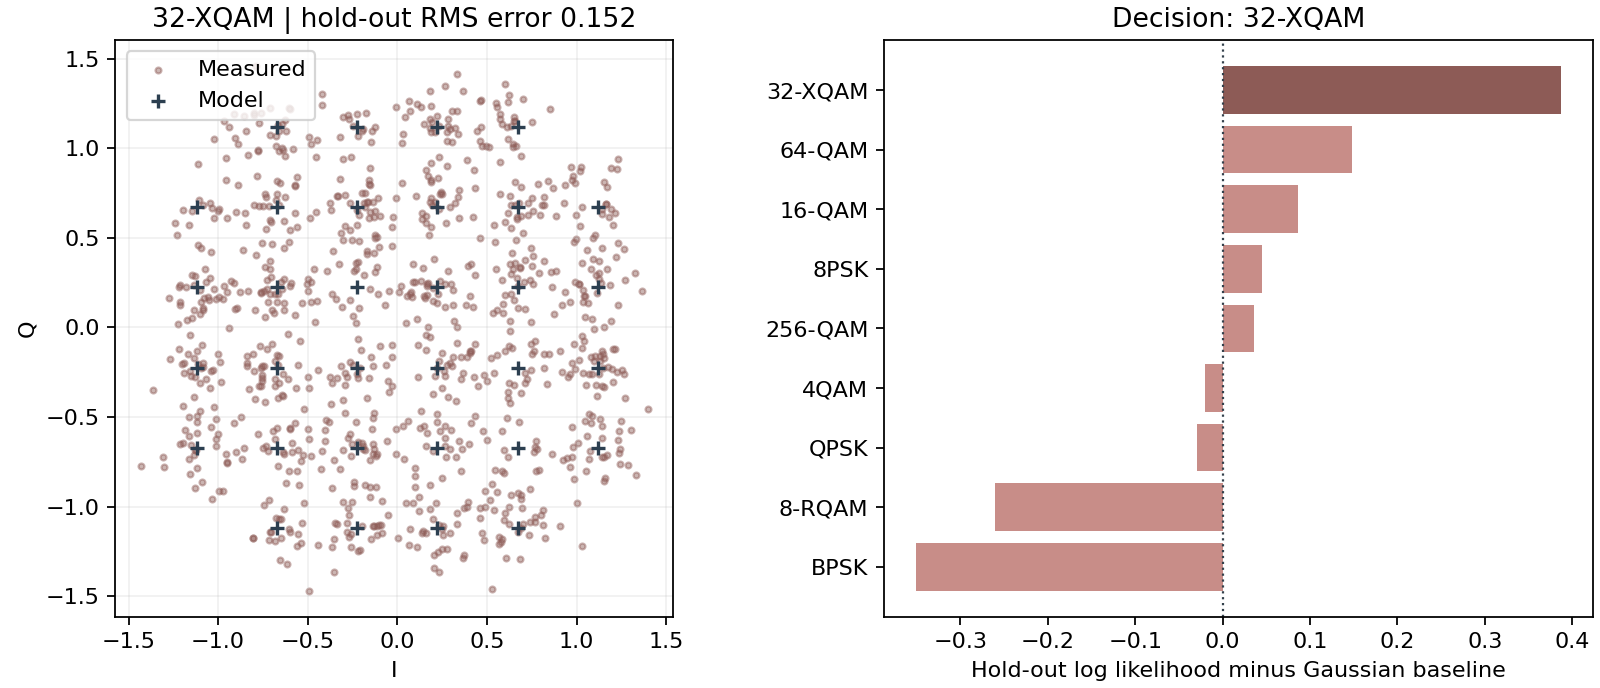 32-XQAM | hold-out RMS error 0.152
Measured
Model
1.5
1.0
0.5
0.0
−0.5
−1.0
−1.5
Q
−1.5 −1.0 −0.5 0.0 0.5 1.0 1.5
I
Decision: 32-XQAM
32-XQAM
64-QAM
16-QAM
8PSK
256-QAM
4QAM
QPSK
8-RQAM
BPSK
−0.3 −0.2 −0.1 0.0 0.1 0.2 0.3 0.4
Hold-out log likelihood minus Gaussian baseline